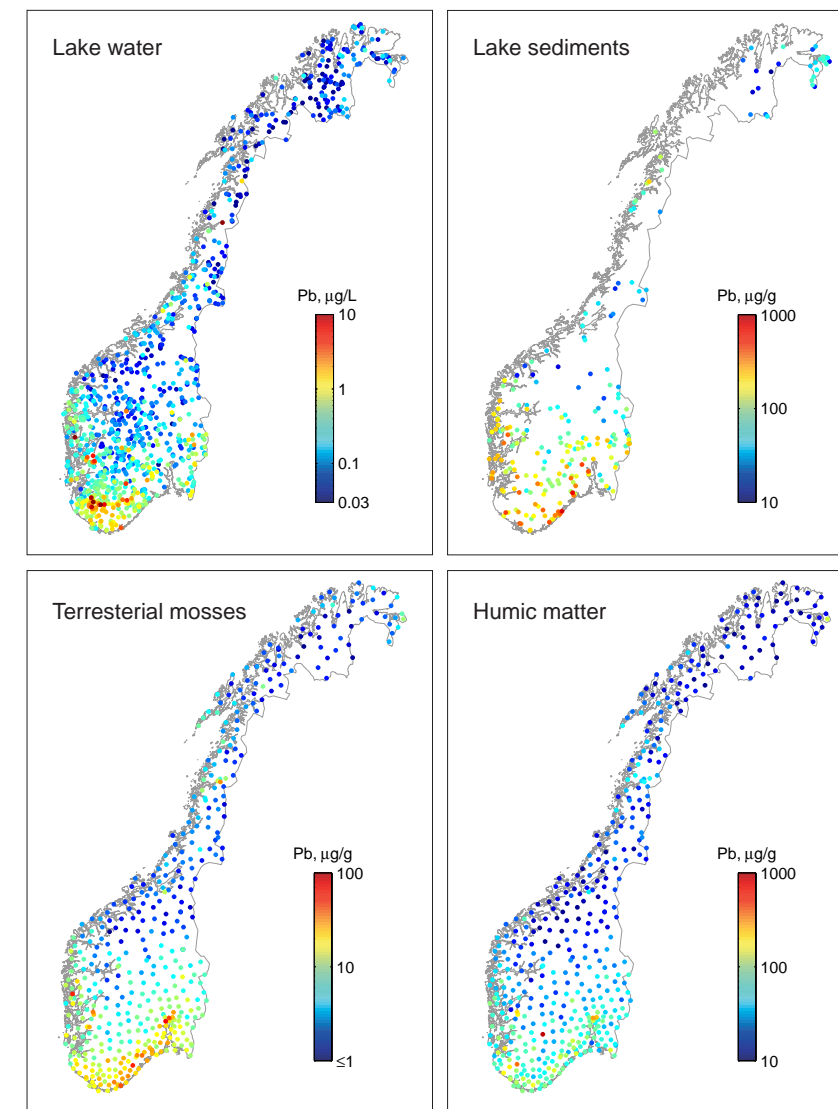 Lake water
Pb, µg/L
10
1
0.1
0.03
Lake sediments
Pb, µg/g
1000
100
10
Terresterial mosses
Pb, µg/g
100
10
≤1
Humic matter
Pb, µg/g
1000
100
10